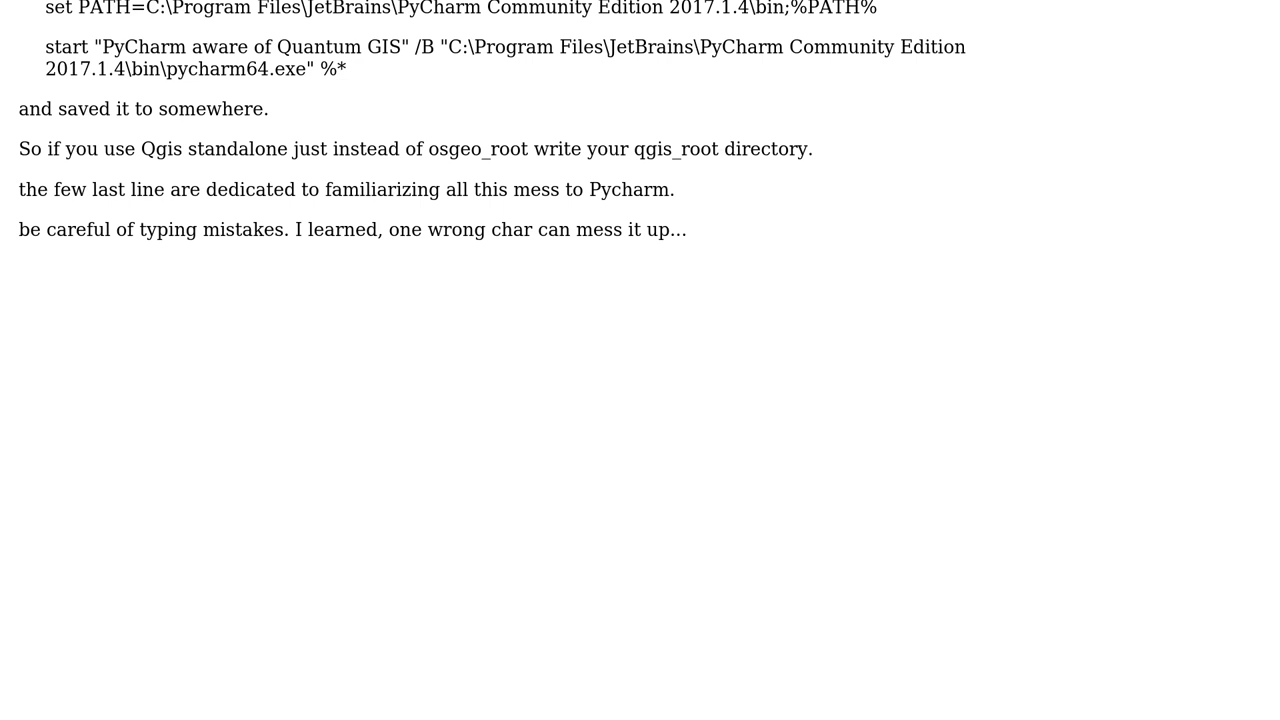 set PATH=C:\Program Files\JetBrains\PyCharm Community Edition 2017.1.4\bin;%PATH%
start "PyCharm aware of Quantum GIS" /B "C:\Program Files\JetBrains\PyCharm Community Edition
2017.1.4\bin\pycharm64.exe" %*
and saved it to somewhere.
So if you use Qgis standalone just instead of osgeo_root write your qgis_root directory.
the few last line are dedicated to familiarizing all this mess to Pycharm.
be careful of typing mistakes. I learned, one wrong char can mess it up...